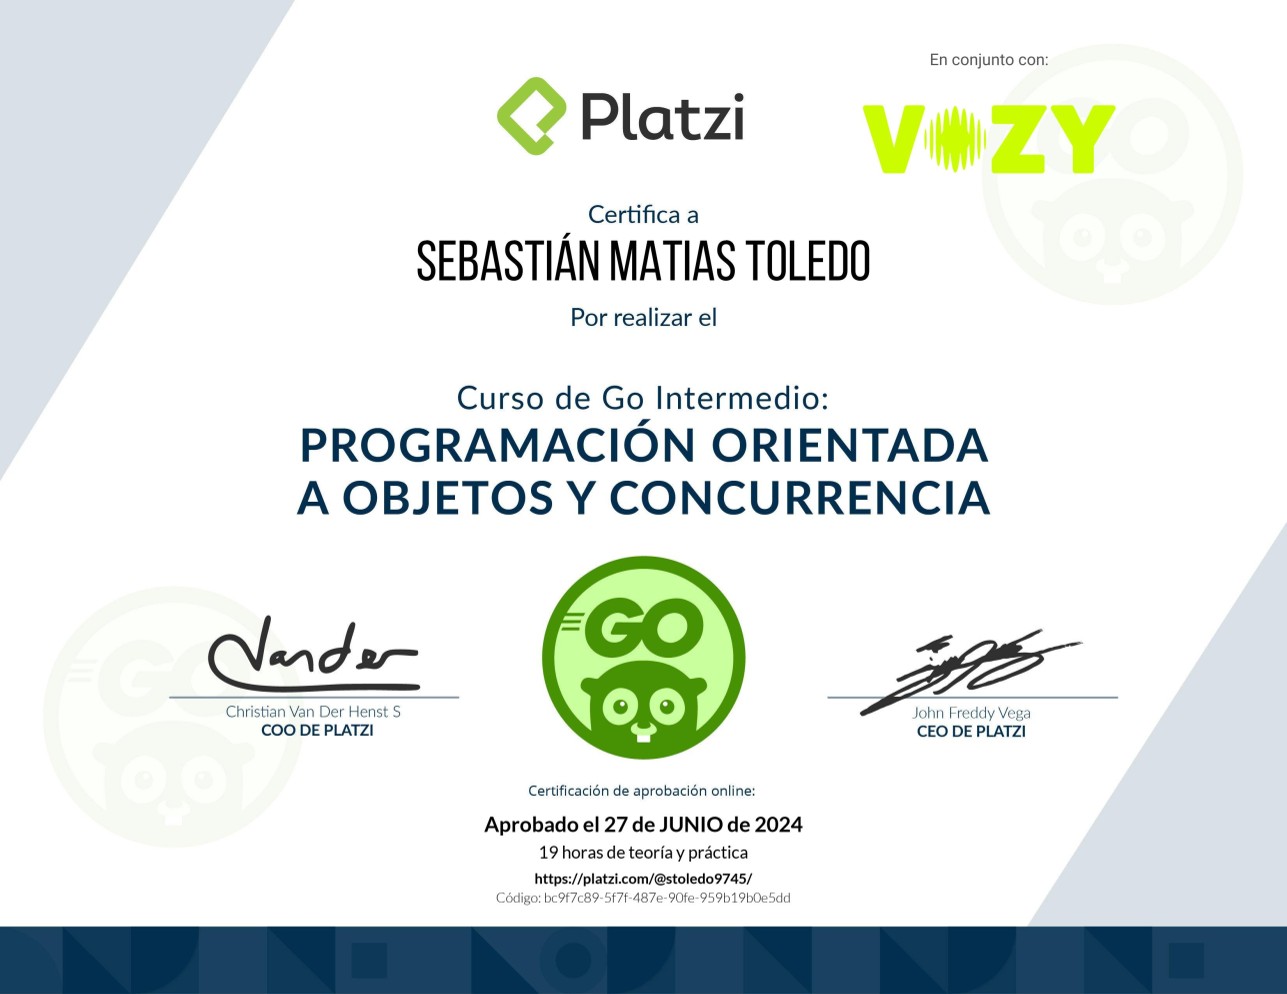 En conjunto con:
Platzi
VOZY
Certifica a
SEBASTIÁN MATIAS TOLEDO
Por realizar el
Curso de Go Intermedio:
PROGRAMACIÓN ORIENTADA
A OBJETOS Y CONCURRENCIA
GO
Vander
Christian Van Der Henst S
COO DE PLATZI
John Freddy Vega
CEO DE PLATZI
Certificación de aprobación online:
Aprobado el 27 de JUNIO de 2024
19 horas de teoría y práctica
https://platzi.com/@stoledo9745/
Código: bc9f7c89-5f7f-487e-90fe-959b19b0e5dd